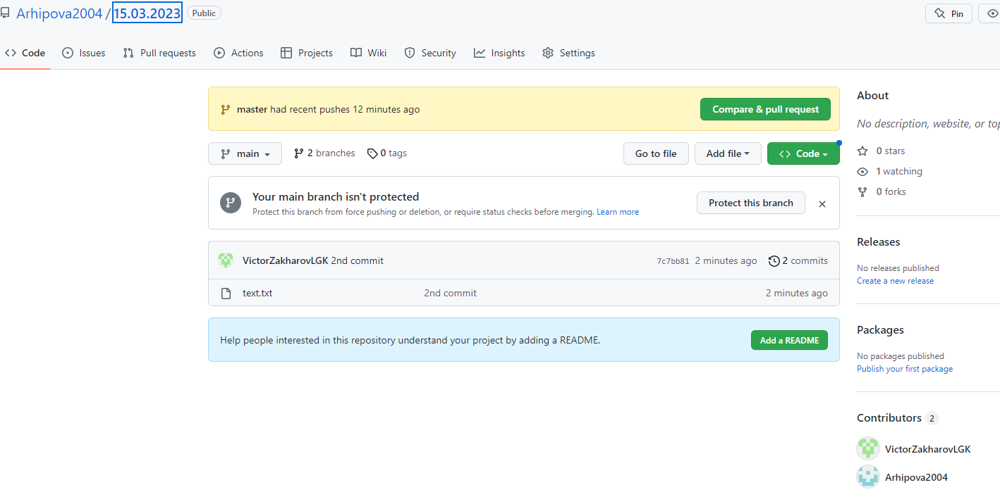 Arhipova2004 / 15.03.2023 Public Pin
Code Issues Pull requests Actions Projects Wiki Security Insights Settings
master had recent pushes 12 minutes ago Compare & pull request
main 2 branches 0 tags Go to file Add file Code
Your main branch isn't protected
Protect this branch from force pushing or deletion, or require status checks before merging. Learn more
Protect this branch
VictorZakharovLGK 2nd commit 7c7bb81 2 minutes ago 2 commits
text.txt 2nd commit 2 minutes ago
Help people interested in this repository understand your project by adding a README. Add a README
About
No description, website, or top
0 stars
1 watching
0 forks
Releases
No releases published
Create a new release
Packages
No packages published
Publish your first package
Contributors 2
VictorZakharovLGK
Arhipova2004